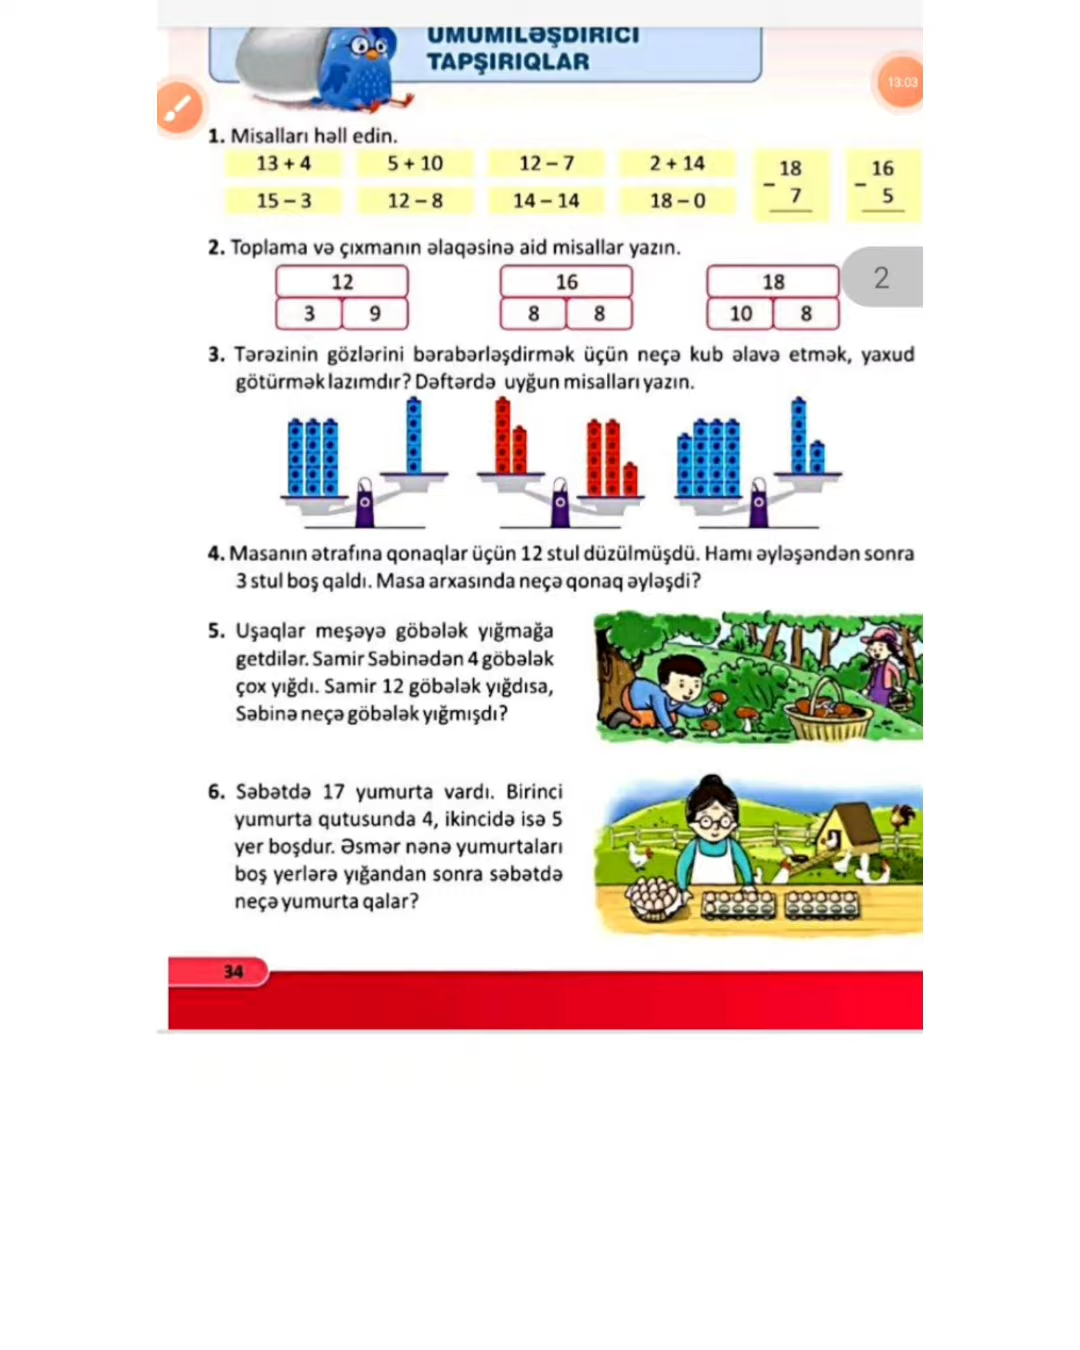 ÜMUMİLƏŞDİRİCİ
TAPŞIRIQLAR
13:03
1. Misalları həll edin.
13 + 4 5 + 10 12 – 7 2 + 14
15 – 3 12 – 8 14 – 14 18 – 0
18
– 7
16
– 5
2. Toplama və çıxmanın əlaqəsinə aid misallar yazın.
12 16 18
3 9 8 8 10 8
2
3. Tərəzinin gözlərini bərabərləşdirmək üçün neçə kub əlavə etmək, yaxud
götürmək lazımdır? Dəftərdə uyğun misalları yazın.
4. Masanın ətrafına qonaqlar üçün 12 stul düzülmüşdü. Hamı əyləşəndən sonra
3 stul boş qaldı. Masa arxasında neçə qonaq əyləşdi?
5. Uşaqlar meşəyə göbələk yığmağa
getdilər. Samir Səbinədən 4 göbələk
çox yığdı. Samir 12 göbələk yığdısa,
Səbinə neçə göbələk yığmışdı?
6. Səbətdə 17 yumurta vardı. Birinci
yumurta qutusunda 4, ikincidə isə 5
yer boşdur. Əsmər nənə yumurtaları
boş yerlərə yığandan sonra səbətdə
neçə yumurta qalar?
34